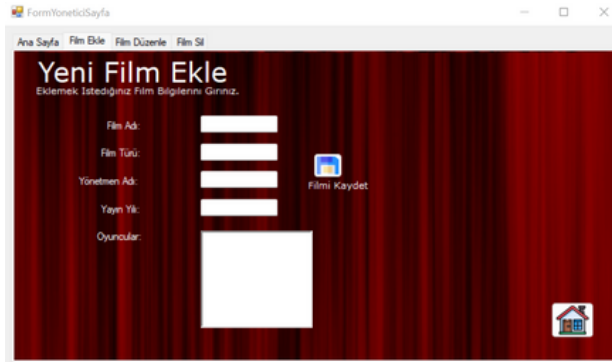 FormYoneticiSayfa
Ana Sayfa Film Ekle Film Düzenle Film Sil
Yeni Film Ekle
Eklemek İstediğiniz Film Bilgilerini Giriniz.
Film Adı:
Film Türü:
Yönetmen Adı:
Filmi Kaydet
Yayın Yılı:
Oyuncular: